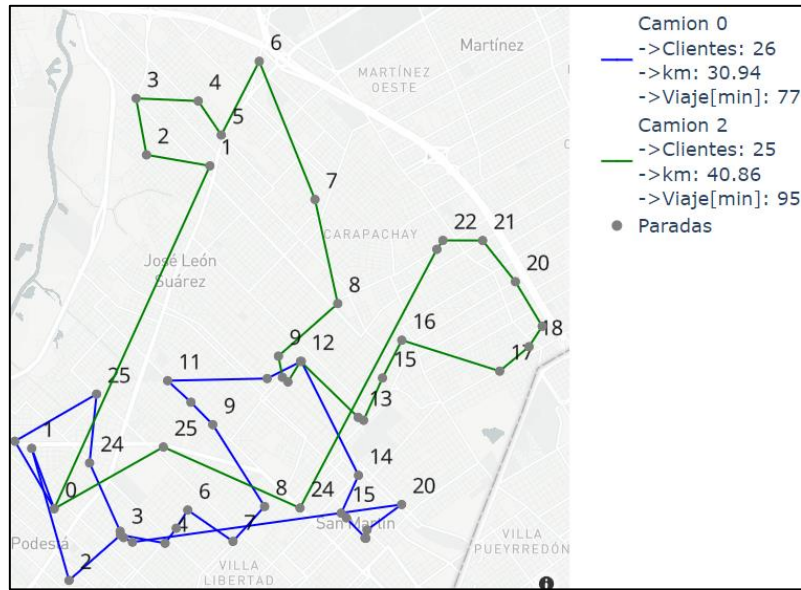 6
Martínez
MARTÍNEZ
OESTE
3
4
5
2
1
7
CARAPACHAY
22
21
José León
Suárez
20
8
9
12
16
18
11
17
15
25
13
9
1
25
24
14
0
6
8
24
15
20
3
4
San Martín
Podestá
7
2
VILLA
LIBERTAD
VILLA
PUEYRREDÓN
i
Camion 0
->Clientes: 26
->km: 30.94
->Viaje[min]: 77
Camion 2
->Clientes: 25
->km: 40.86
->Viaje[min]: 95
Paradas